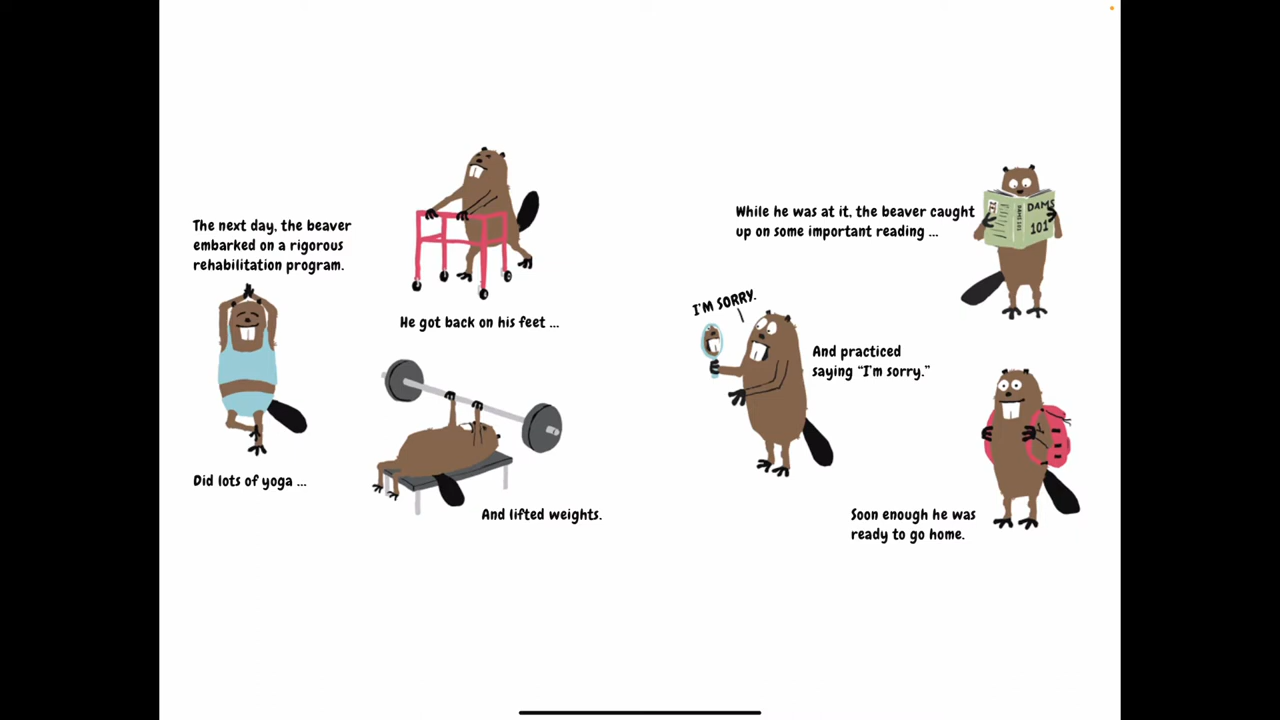 The next day, the beaver
embarked on a rigorous
rehabilitation program.
He got back on his feet ...
Did lots of yoga ...
And lifted weights.
While he was at it, the beaver caught
up on some important reading ...
DAMS
101
DAMS 101
I'M SORRY.
And practiced
saying “I'm sorry.”
Soon enough he was
ready to go home.